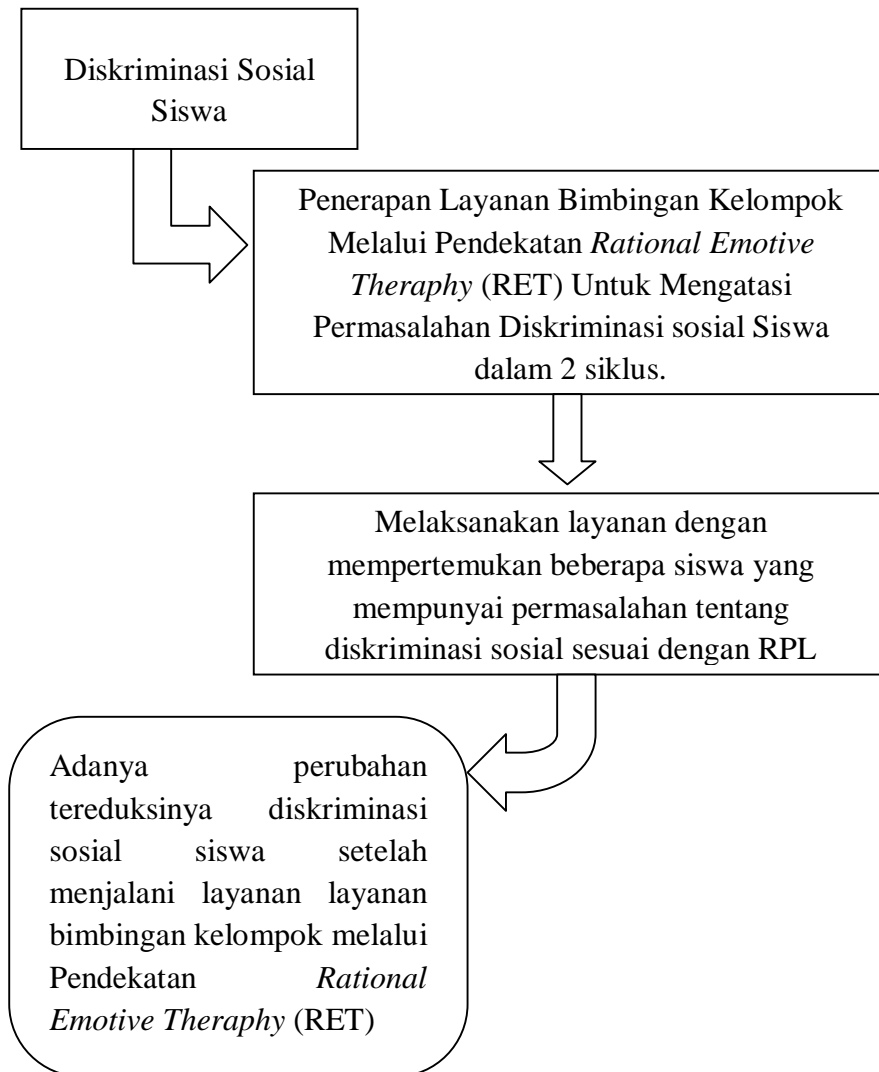 Diskriminasi Sosial
Siswa
Penerapan Layanan Bimbingan Kelompok
Melalui Pendekatan Rational Emotive
Theraphy (RET) Untuk Mengatasi
Permasalahan Diskriminasi sosial Siswa
dalam 2 siklus.
Melaksanakan layanan dengan
mempertemukan beberapa siswa yang
mempunyai permasalahan tentang
diskriminasi sosial sesuai dengan RPL
Adanya perubahan
tereduksinya diskriminasi
sosial siswa setelah
menjalani layanan layanan
bimbingan kelompok melalui
Pendekatan Rational
Emotive Theraphy (RET)